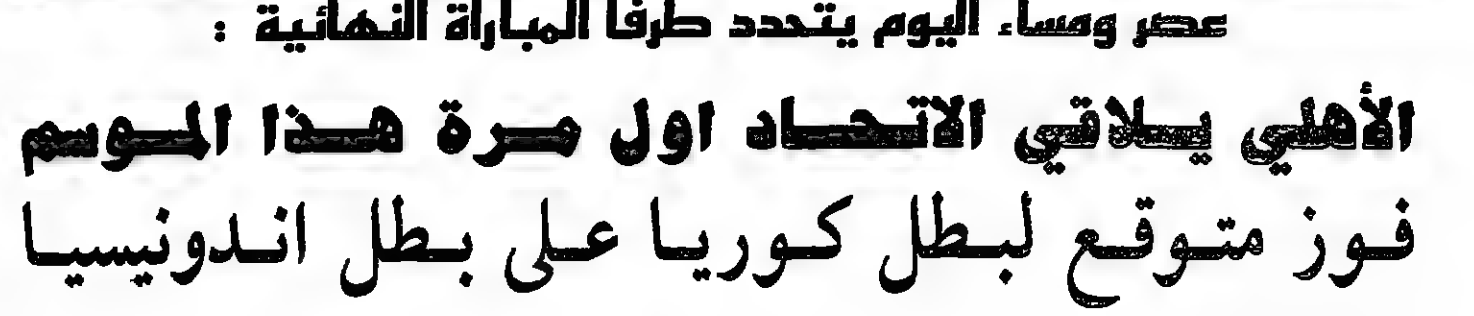 عصر ومساء اليوم يتحدد طرفا المباراة النهائية :
الأهلي يلاقي الاتحاد اول مرة هذا الموسم
فوز متوقع لبطل كوريا على بطل اندونيسيا